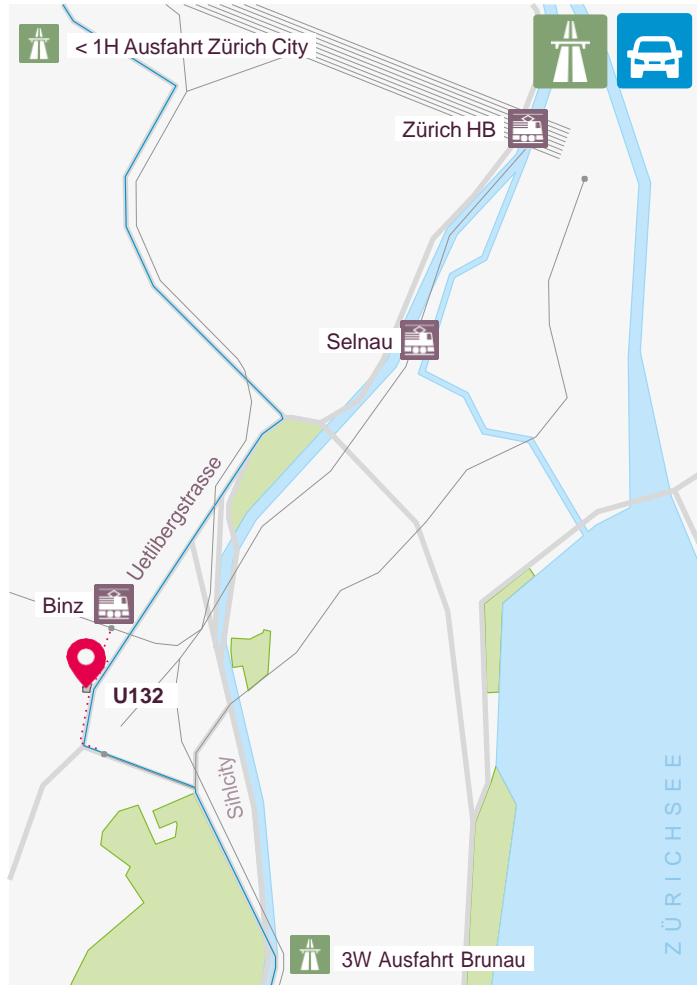 < 1H Ausfahrt Zürich City
Zürich HB
Selnau
Uetlibergstrasse
Binz
U132
Sihlcity
ZÜRICHSEE
3W Ausfahrt Brunau